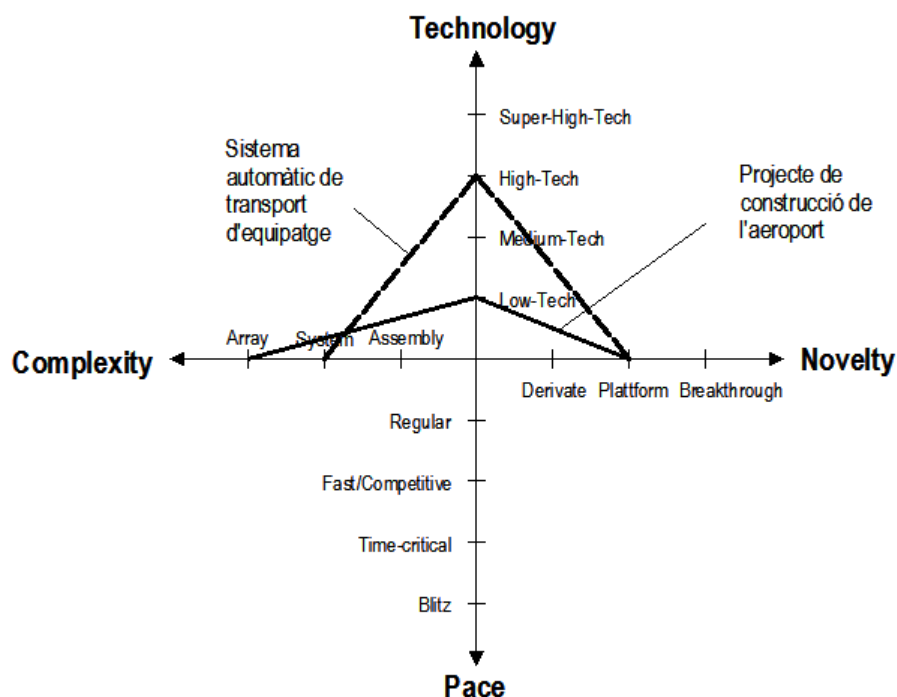 Technology
Super-High-Tech
Sistema
automàtic de
transport
d'equipatge
High-Tech
Projecte de
construcció de
l'aeroport
Medium-Tech
Low-Tech
Array
System
Assembly
Complexity
Novelty
Derivate
Plattform
Breakthrough
Regular
Fast/Competitive
Time-critical
Blitz
Pace